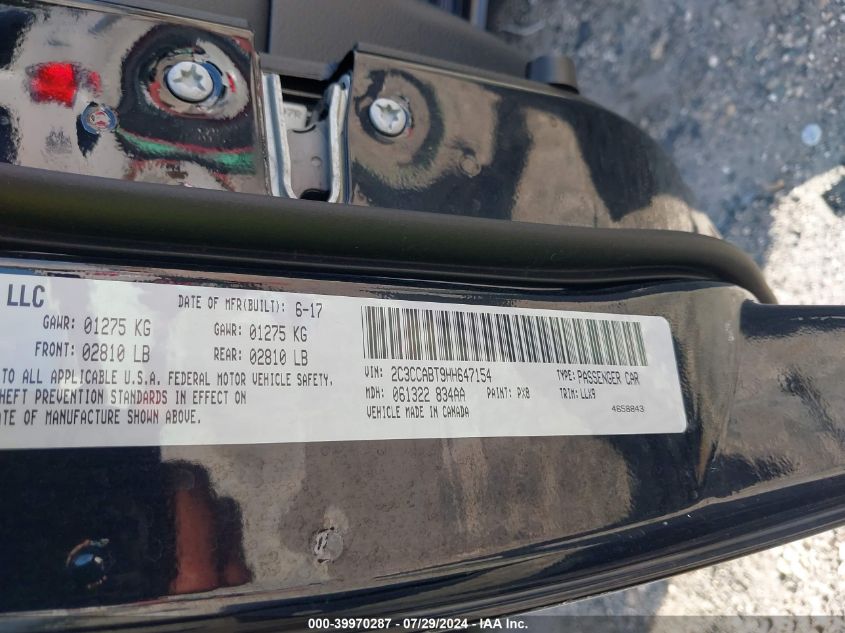 LLC
DATE OF MFR(BUILT): 6-17
GAWR: 01275 KG GAWR: 01275 KG
FRONT: 02810 LB REAR: 02810 LB
TO ALL APPLICABLE U.S.A. FEDERAL MOTOR VEHICLE SAFETY,
THEFT PREVENTION STANDARDS IN EFFECT ON
DATE OF MANUFACTURE SHOWN ABOVE.
VIN: 2C3CCABT9HH647154 TYPE: PASSENGER CAR
MDH: 061322 834AA PAINT: PX8 TRIM: LLX9
VEHICLE MADE IN CANADA 4658843
000-39970287 - 07/29/2024 - IAA Inc.